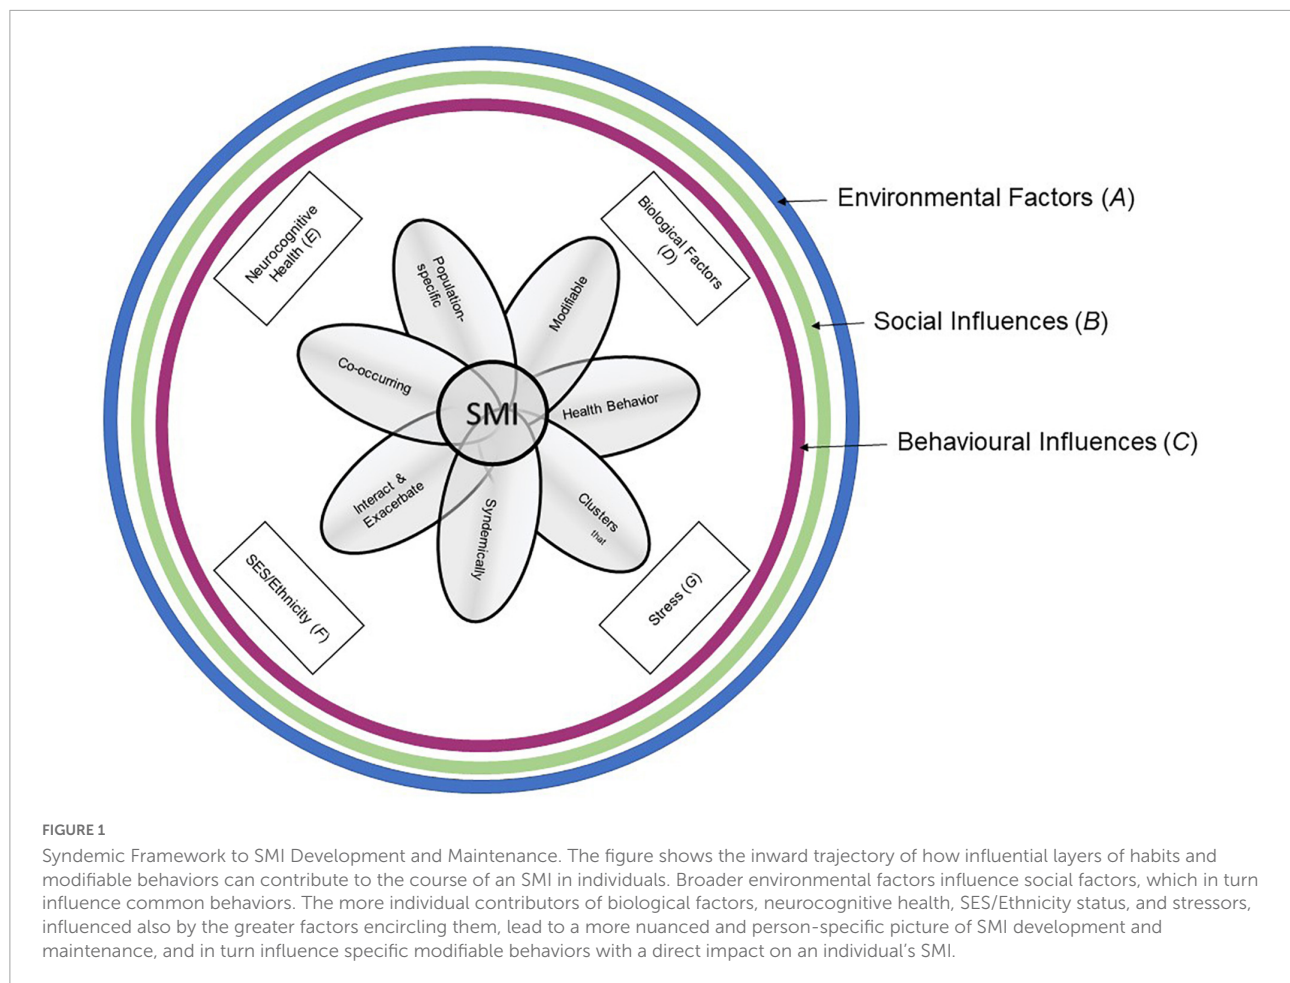 Environmental Factors (A)
Social Influences (B)
Behavioural Influences (C)
Neurocognitive
Health (E)
Biological Factors
(D)
Population-
specific
Modifiable
Co-occurring
SMI
Health Behavior
Interact &
Exacerbate
Syndemically
Clusters
that
SES/Ethnicity (F)
Stress (G)
FIGURE 1
Syndemic Framework to SMI Development and Maintenance. The figure shows the inward trajectory of how influential layers of habits and
modifiable behaviors can contribute to the course of an SMI in individuals. Broader environmental factors influence social factors, which in turn
influence common behaviors. The more individual contributors of biological factors, neurocognitive health, SES/Ethnicity status, and stressors,
influenced also by the greater factors encircling them, lead to a more nuanced and person-specific picture of SMI development and
maintenance, and in turn influence specific modifiable behaviors with a direct impact on an individual’s SMI.